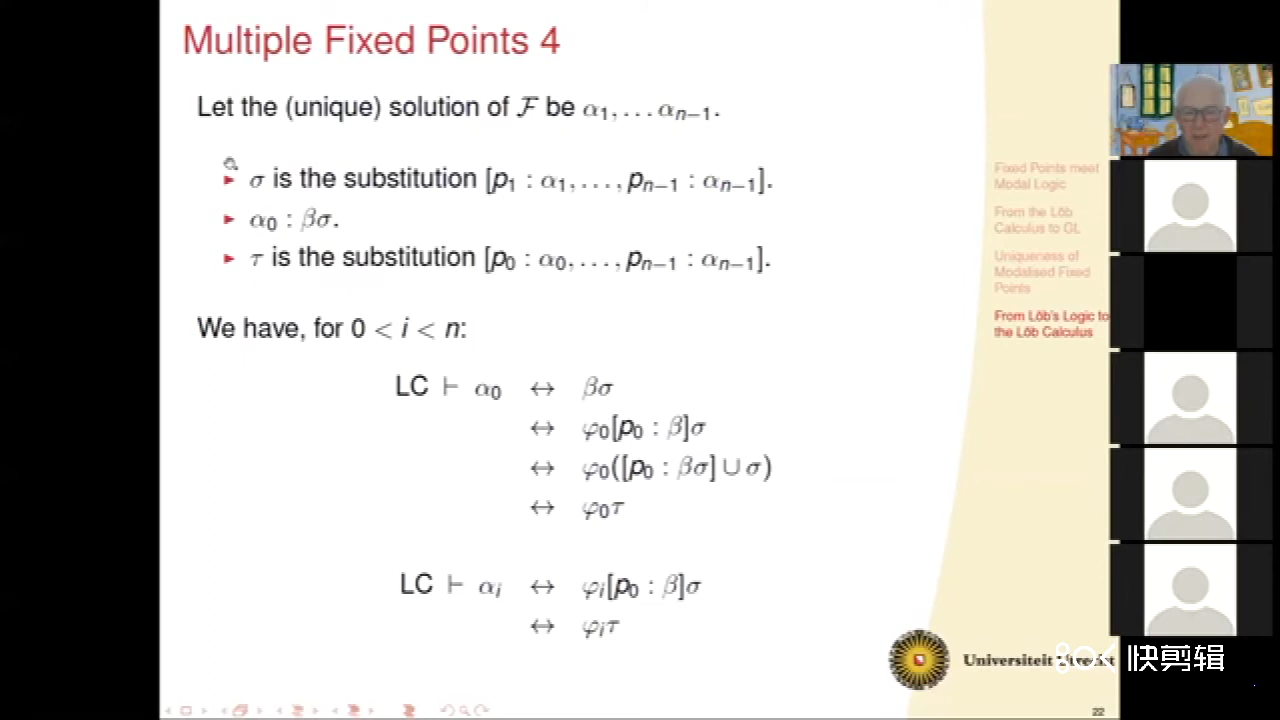 Multiple Fixed Points 4
Let the (unique) solution of ℱ be α₁, … αₙ₋₁.
▶ σ is the substitution [p₁ : α₁, …, pₙ₋₁ : αₙ₋₁].
▶ α₀ : βσ.
▶ τ is the substitution [p₀ : α₀, …, pₙ₋₁ : αₙ₋₁].
We have, for 0 < i < n:
LC ⊢ α₀ ↔ βσ
↔ φ₀[p₀ : β]σ
↔ φ₀([p₀ : βσ] ∪ σ)
↔ φ₀τ
LC ⊢ αᵢ ↔ φᵢ[p₀ : β]σ
↔ φᵢτ
Fixed Points meet
Modal Logic
From the Löb
Calculus to GL
Uniqueness of
Modalised Fixed
Points
From Löb's Logic to
the Löb Calculus
Universiteit Utrecht
快剪辑
22